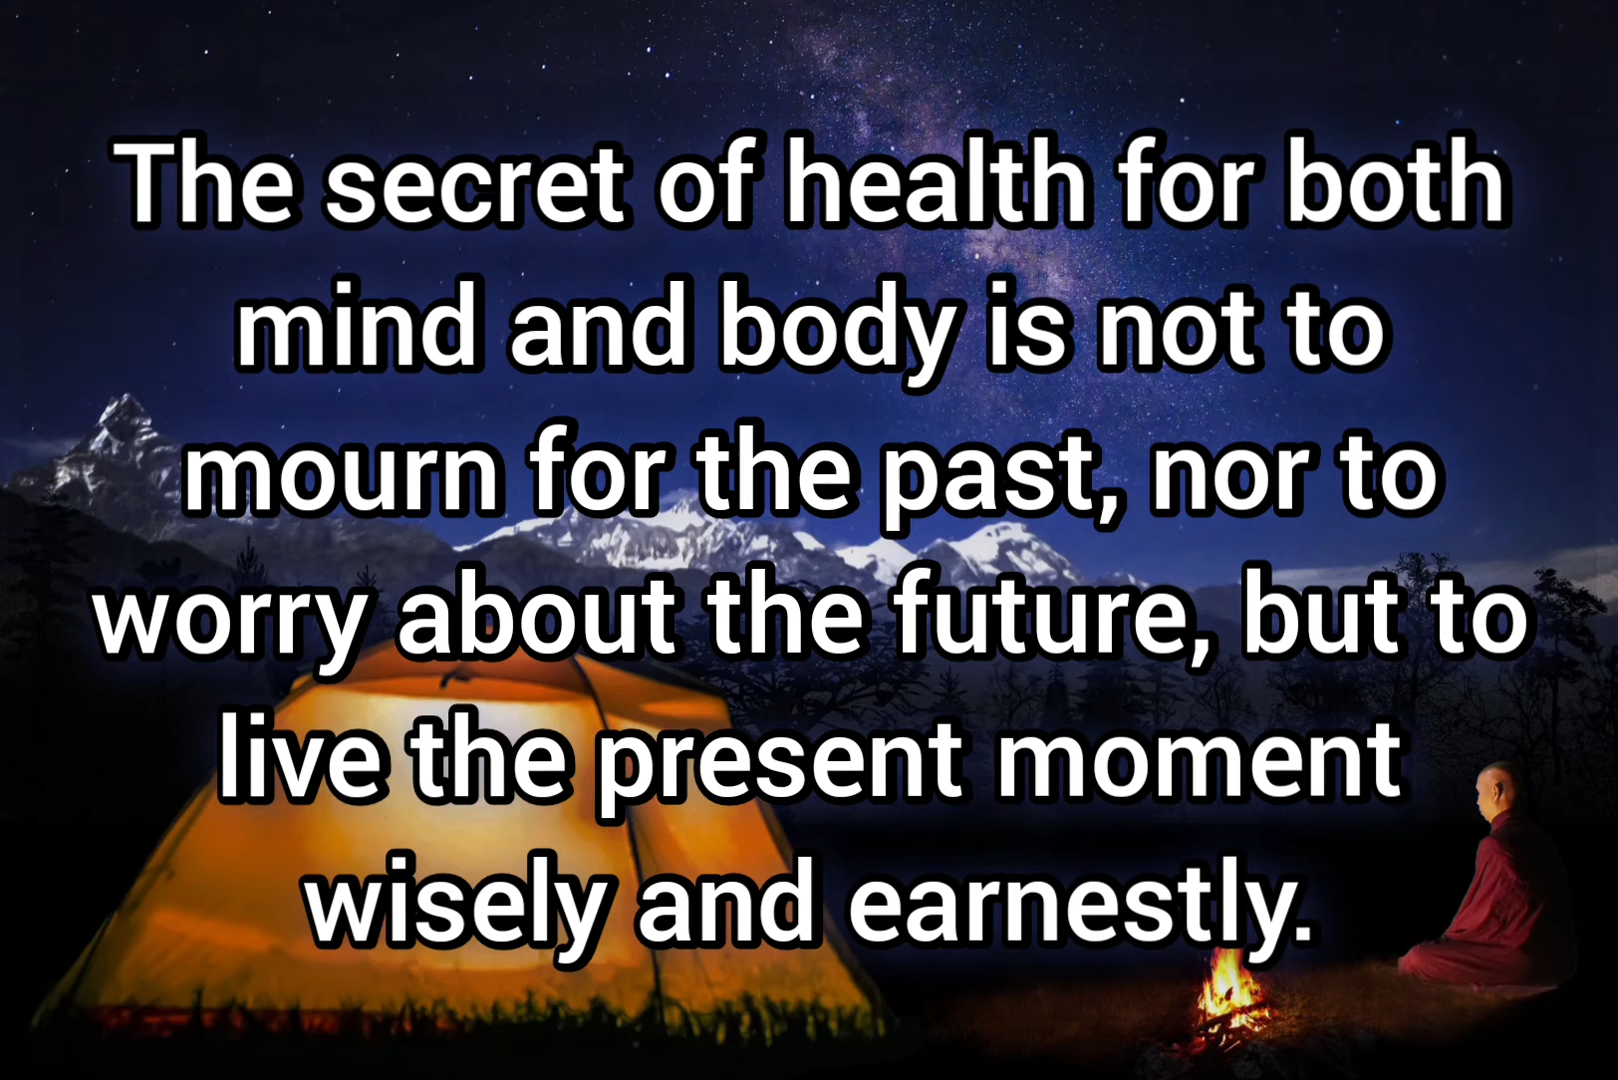 The secret of health for both
mind and body is not to
mourn for the past, nor to
worry about the future, but to
live the present moment
wisely and earnestly.